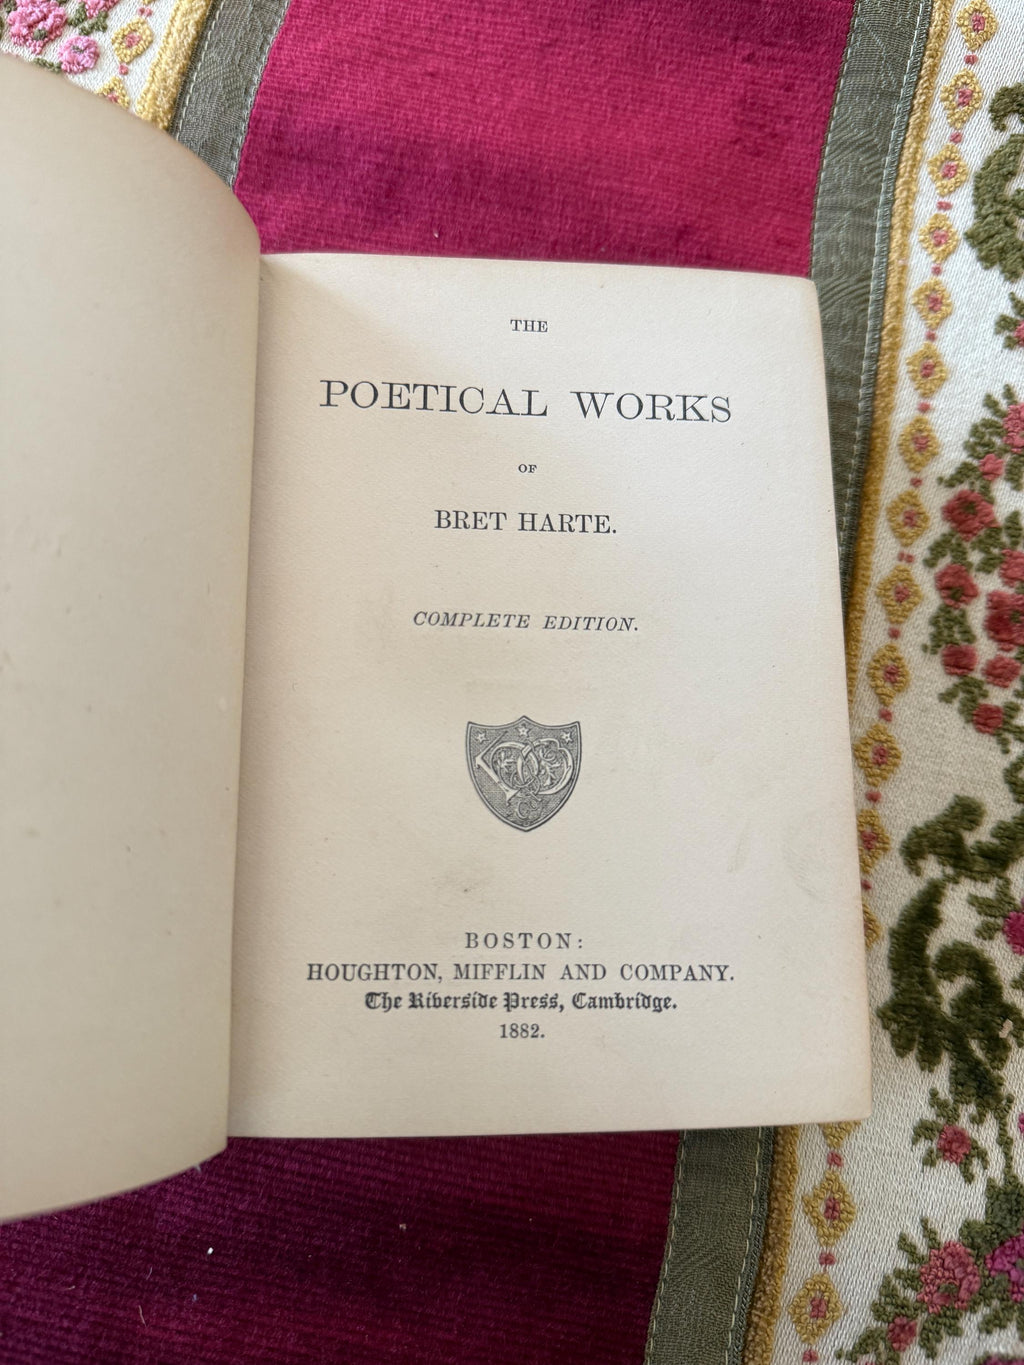 THE
POETICAL WORKS
OF
BRET HARTE.
COMPLETE EDITION.
BOSTON:
HOUGHTON, MIFFLIN AND COMPANY.
The Riverside Press, Cambridge.
1882.